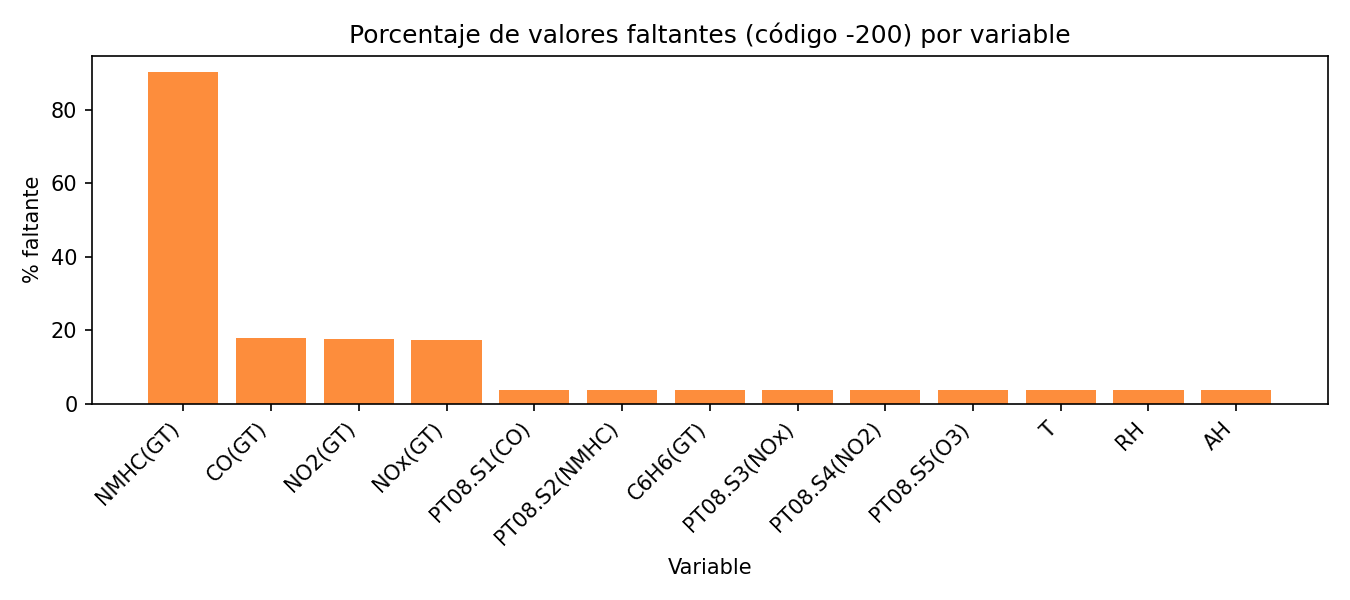 Porcentaje de valores faltantes (código -200) por variable
% faltante
80
60
40
20
0
NMHC(GT)
CO(GT)
NO2(GT)
NOx(GT)
PT08.S1(CO)
PT08.S2(NMHC)
C6H6(GT)
PT08.S3(NOx)
PT08.S4(NO2)
PT08.S5(O3)
T
RH
AH
Variable